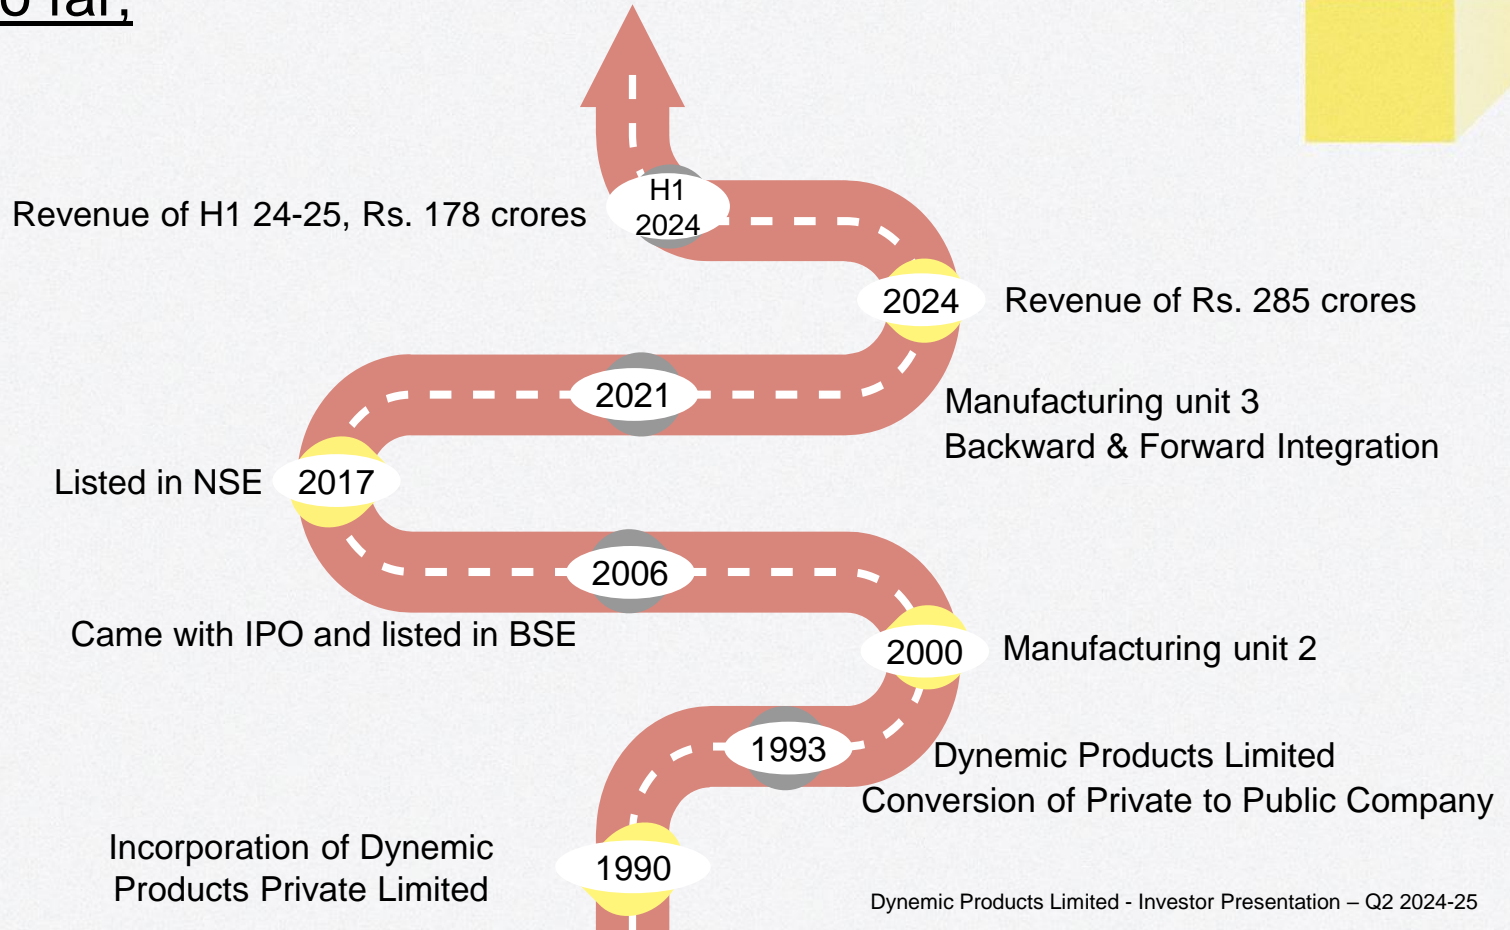 far,
H1
2024
Revenue of H1 24-25, Rs. 178 crores
2024
Revenue of Rs. 285 crores
2021
Manufacturing unit 3
Backward & Forward Integration
Listed in NSE
2017
2006
Came with IPO and listed in BSE
2000
Manufacturing unit 2
1993
Dynemic Products Limited
Conversion of Private to Public Company
Incorporation of Dynemic
Products Private Limited
1990
Dynemic Products Limited - Investor Presentation – Q2 2024-25